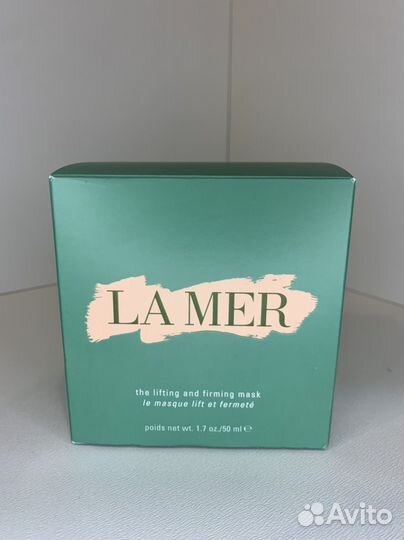 LA MER
the lifting and firming mask
le masque lift et fermeté
poids net wt. 1.7 oz./50 ml ℮
Avito